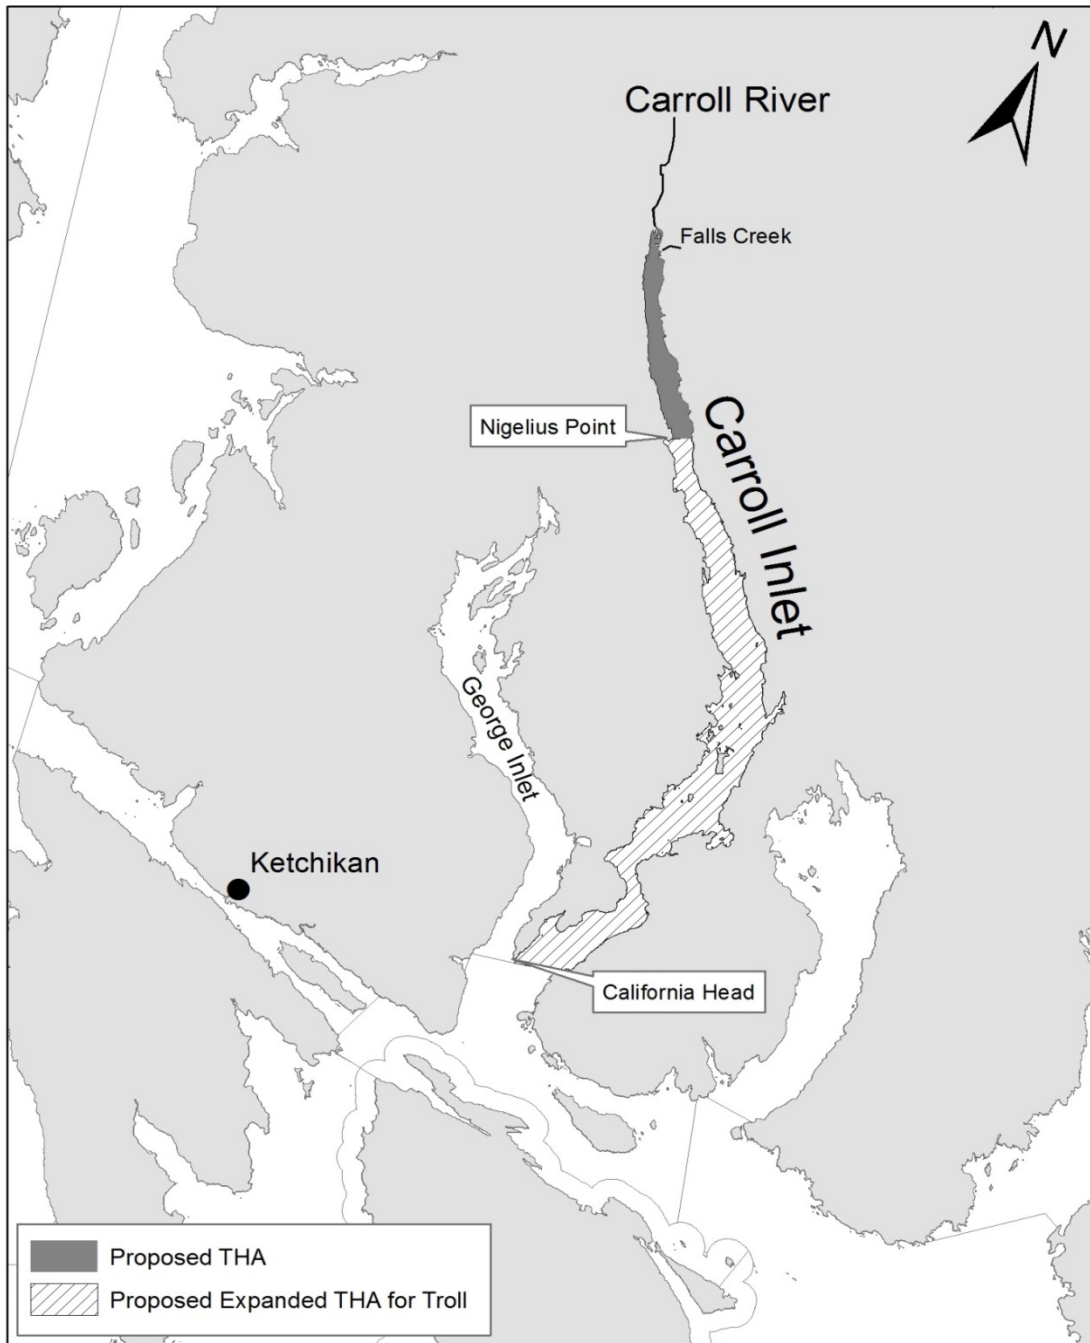 N
Carroll River
Falls Creek
Nigelius Point
Carroll Inlet
George Inlet
Ketchikan
California Head
Proposed THA
Proposed Expanded THA for Troll